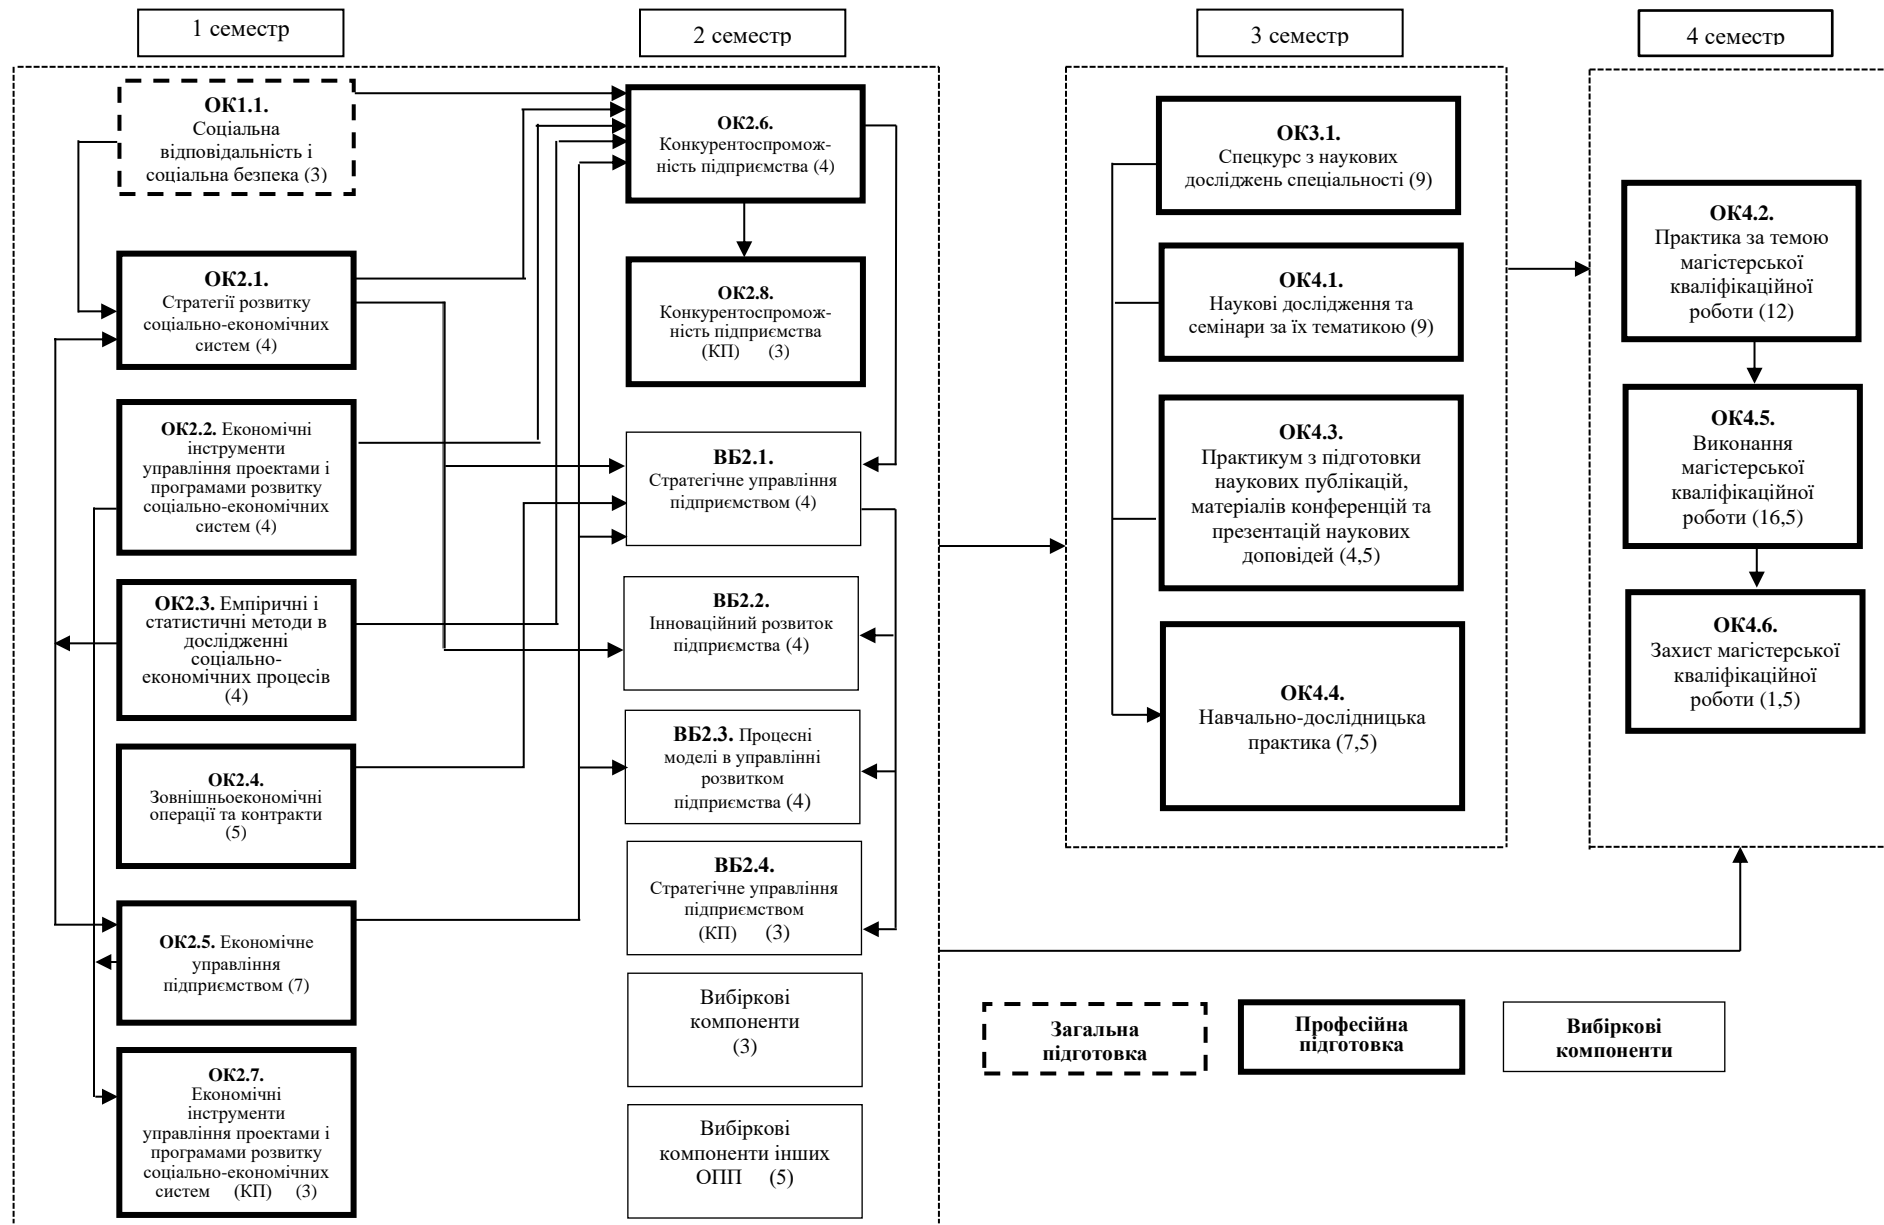 1 семестр
2 семестр
3 семестр
4 семестр
ОК1.1.
Соціальна
відповідальність і
соціальна безпека (3)
ОК2.1.
Стратегії розвитку
соціально-економічних
систем (4)
ОК2.2. Економічні
інструменти
управління проектами і
програмами розвитку
соціально-економічних
систем (4)
ОК2.3. Емпіричні і
статистичні методи в
дослідженні
соціально-
економічних процесів
(4)
ОК2.4.
Зовнішньоекономічні
операції та контракти
(5)
ОК2.5. Економічне
управління
підприємством (7)
ОК2.7.
Економічні
інструменти
управління проектами і
програмами розвитку
соціально-економічних
систем (КП) (3)
ОК2.6.
Конкурентоспромож-
ність підприємства (4)
ОК2.8.
Конкурентоспромож-
ність підприємства
(КП) (3)
ВБ2.1.
Стратегічне управління
підприємством (4)
ВБ2.2.
Інноваційний розвиток
підприємства (4)
ВБ2.3. Процесні
моделі в управлінні
розвитком
підприємства (4)
ВБ2.4.
Стратегічне управління
підприємством
(КП) (3)
Вибіркові
компоненти
(3)
Вибіркові
компоненти інших
ОПП (5)
ОК3.1.
Спецкурс з наукових
досліджень спеціальності (9)
ОК4.1.
Наукові дослідження та
семінари за їх тематикою (9)
ОК4.3.
Практикум з підготовки
наукових публікацій,
матеріалів конференцій та
презентацій наукових
доповідей (4,5)
ОК4.4.
Навчально-дослідницька
практика (7,5)
ОК4.2.
Практика за темою
магістерської
кваліфікаційної
роботи (12)
ОК4.5.
Виконання
магістерської
кваліфікаційної
роботи (16,5)
ОК4.6.
Захист магістерської
кваліфікаційної
роботи (1,5)
Загальна
підготовка
Професійна
підготовка
Вибіркові
компоненти